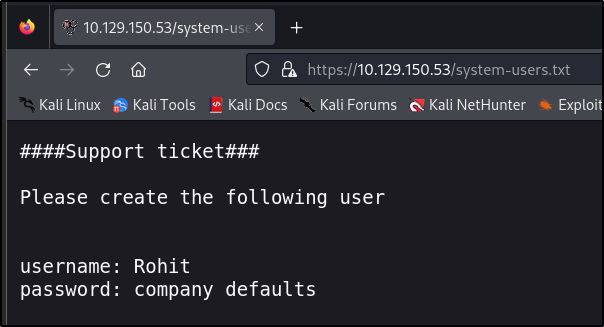 10.129.150.53/system-use
https://10.129.150.53/system-users.txt
Kali Linux Kali Tools Kali Docs Kali Forums Kali NetHunter Exploit
####Support ticket###
Please create the following user
username: Rohit
password: company defaults